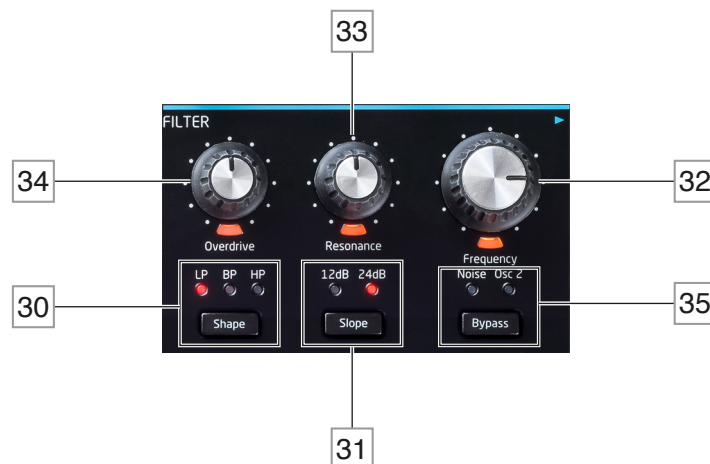 33
FILTER
34
32
Overdrive
Resonance
Frequency
LP BP HP
12dB 24dB
Noise Osc 2
30
35
Shape
Slope
Bypass
31